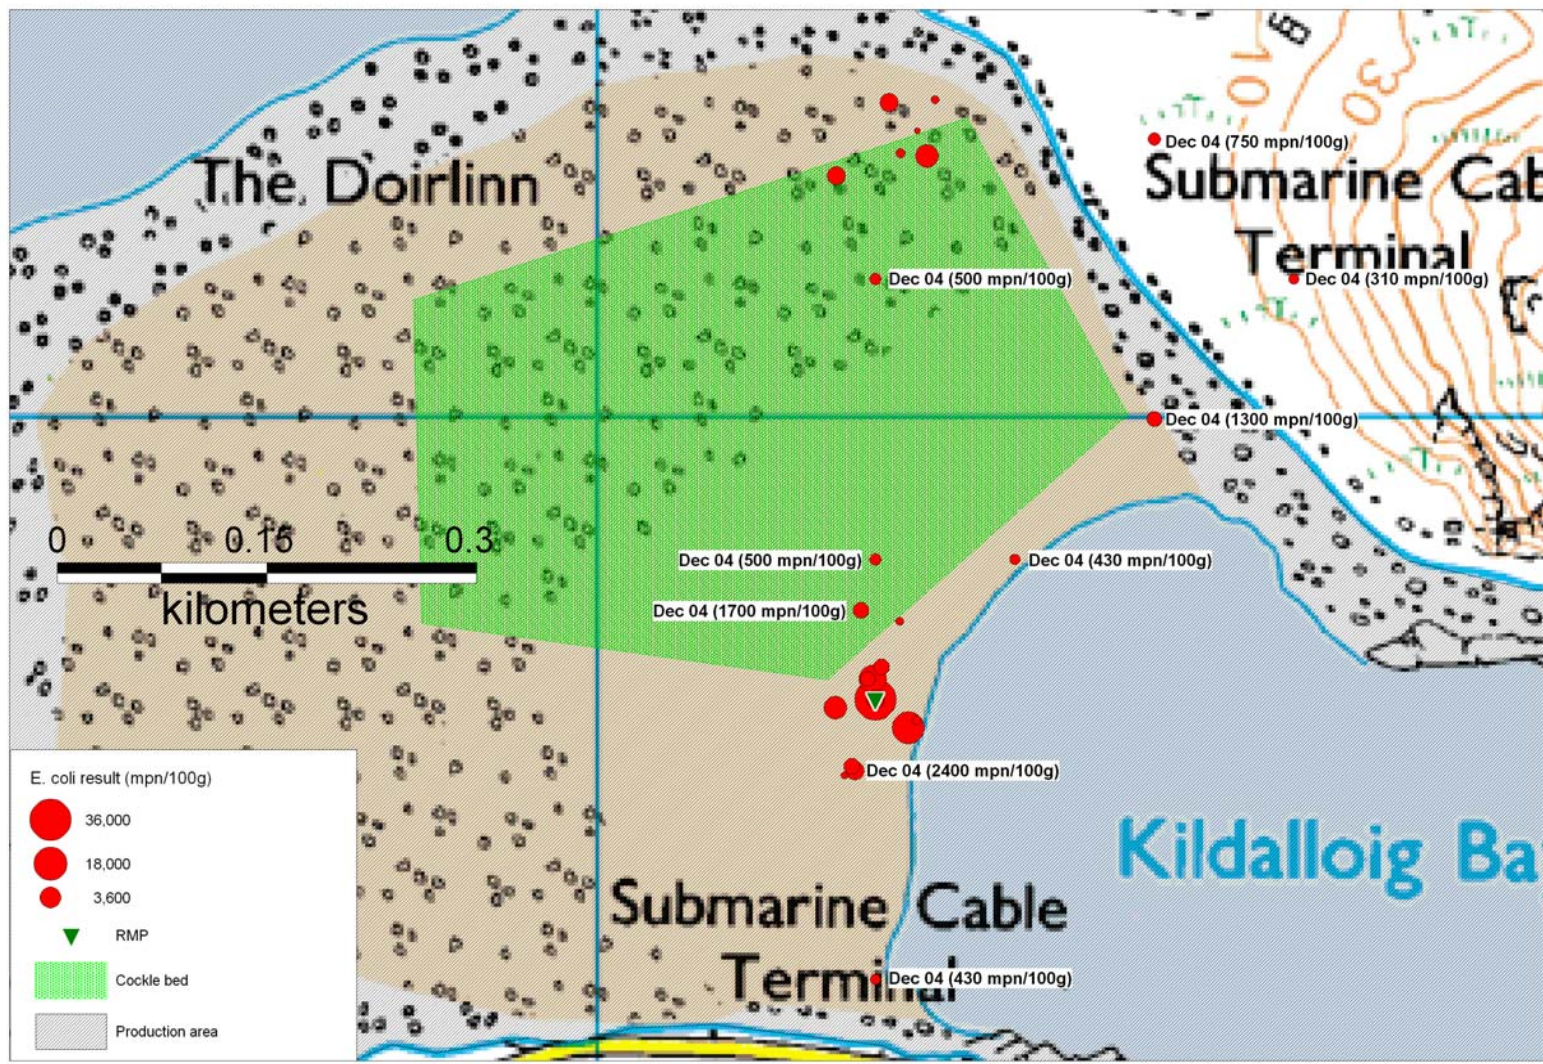 10
30
Dec 04 (750 mpn/100g)
The Doirlinn
Submarine Cab
Terminal
Dec 04 (500 mpn/100g)
Dec 04 (310 mpn/100g)
Dec 04 (1300 mpn/100g)
0 0.15 0.3
kilometers
Dec 04 (500 mpn/100g)
Dec 04 (430 mpn/100g)
Dec 04 (1700 mpn/100g)
Dec 04 (2400 mpn/100g)
E. coli result (mpn/100g)
36,000
18,000
3,600
RMP
Cockle bed
Production area
Kildalloig Ba
Submarine Cable
Terminal
Dec 04 (430 mpn/100g)